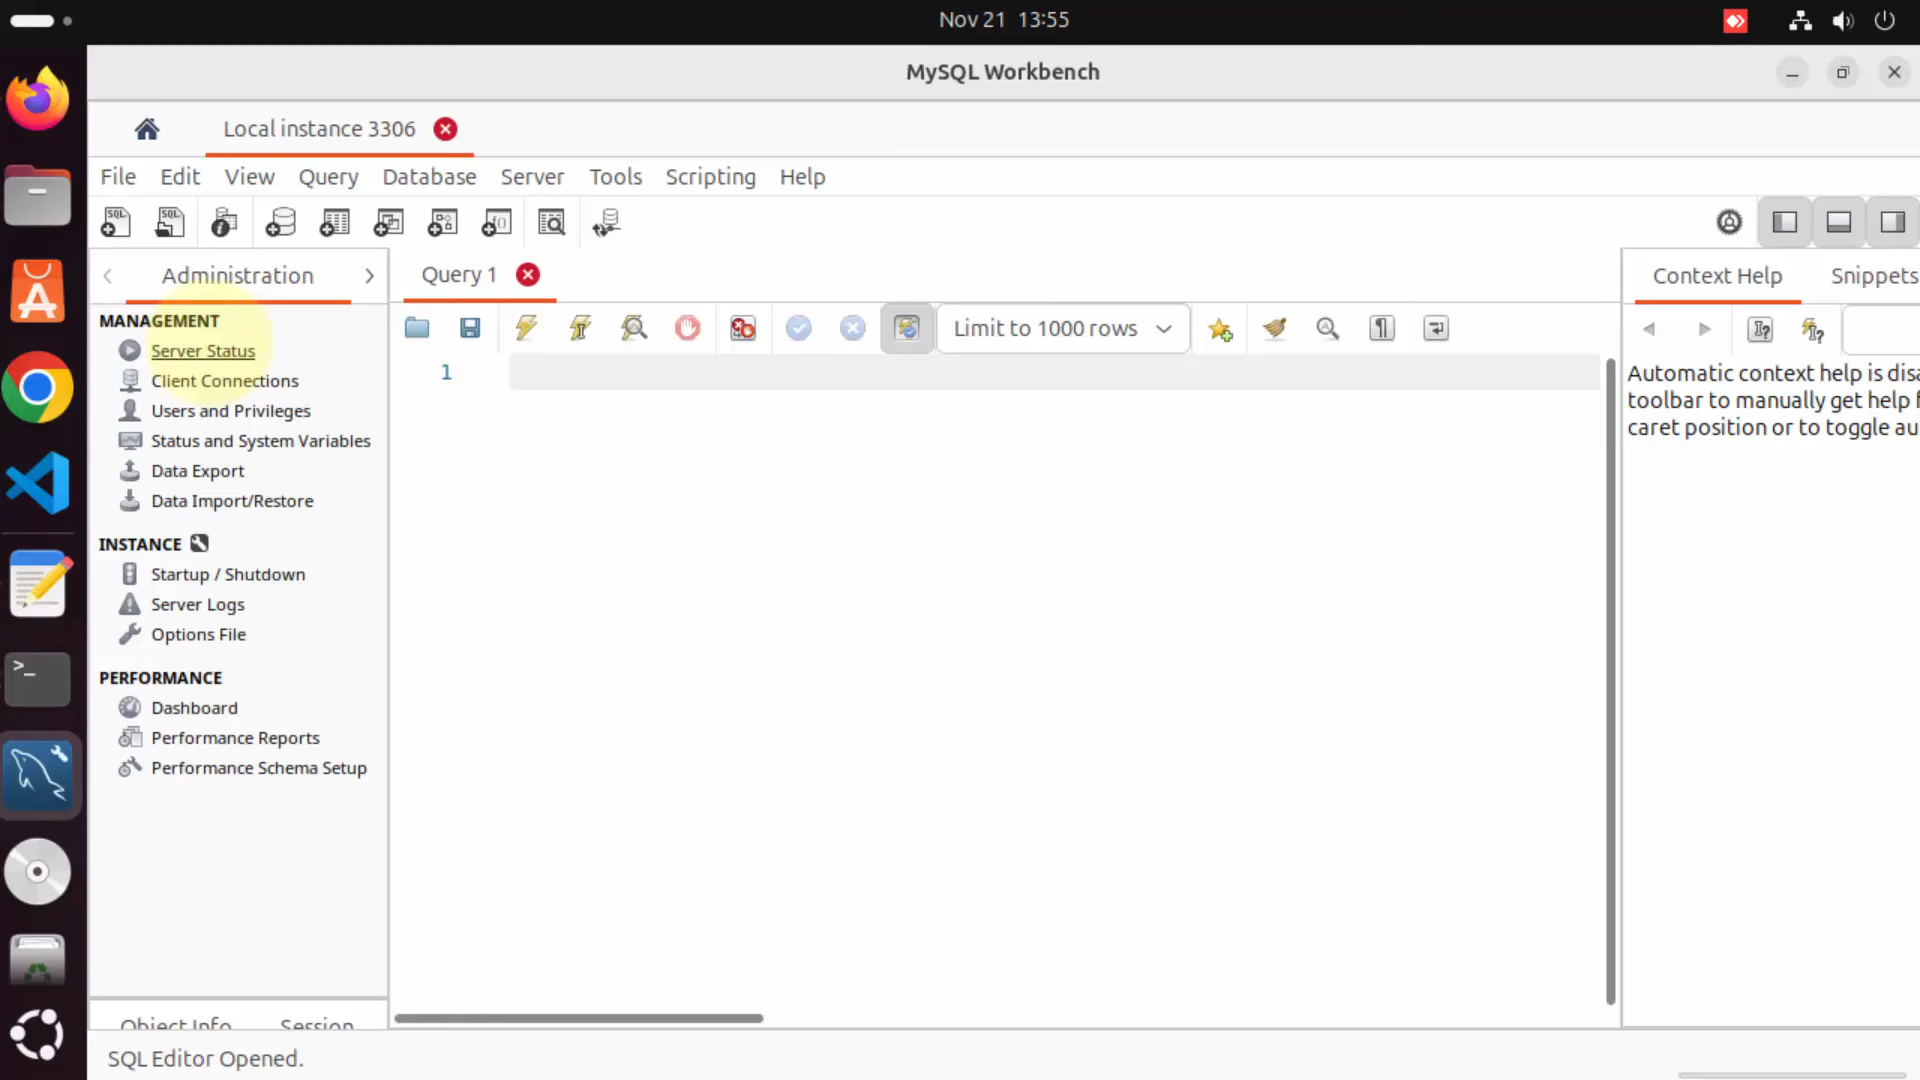 Nov 21 13:55
MySQL Workbench
Local instance 3306
File Edit View Query Database Server Tools Scripting Help
Administration
Query 1
Context Help Snippets
MANAGEMENT
Server Status
Client Connections
Users and Privileges
Status and System Variables
Data Export
Data Import/Restore
INSTANCE
Startup / Shutdown
Server Logs
Options File
PERFORMANCE
Dashboard
Performance Reports
Performance Schema Setup
Limit to 1000 rows
1
Automatic context help is disa
toolbar to manually get help f
caret position or to toggle au
Object Info Session
SQL Editor Opened.